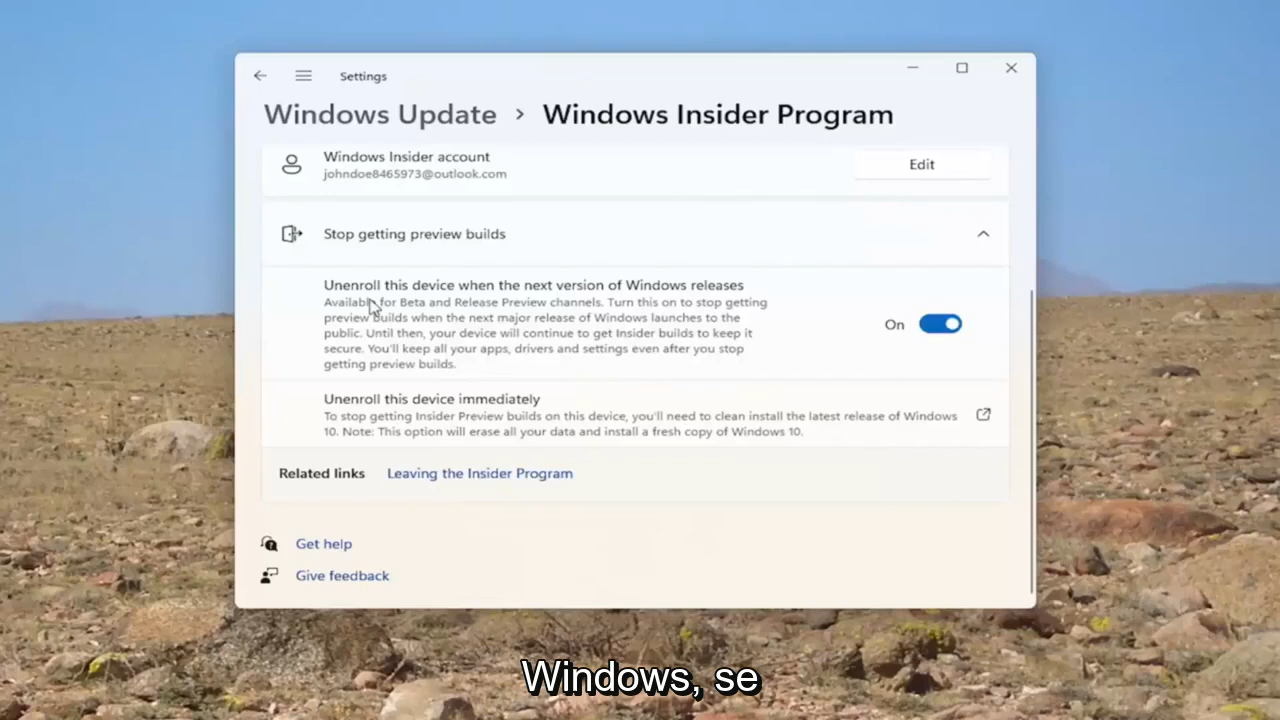 Settings
Windows Update > Windows Insider Program
Windows Insider account
johndoe8465973@outlook.com
Edit
Stop getting preview builds
Unenroll this device when the next version of Windows releases
Available for Beta and Release Preview channels. Turn this on to stop getting
preview builds when the next major release of Windows launches to the
public. Until then, your device will continue to get Insider builds to keep it
secure. You'll keep all your apps, drivers and settings even after you stop
getting preview builds.
On
Unenroll this device immediately
To stop getting Insider Preview builds on this device, you'll need to clean install the latest release of Windows
10. Note: This option will erase all your data and install a fresh copy of Windows 10.
Related links Leaving the Insider Program
Get help
Give feedback
Windows, se